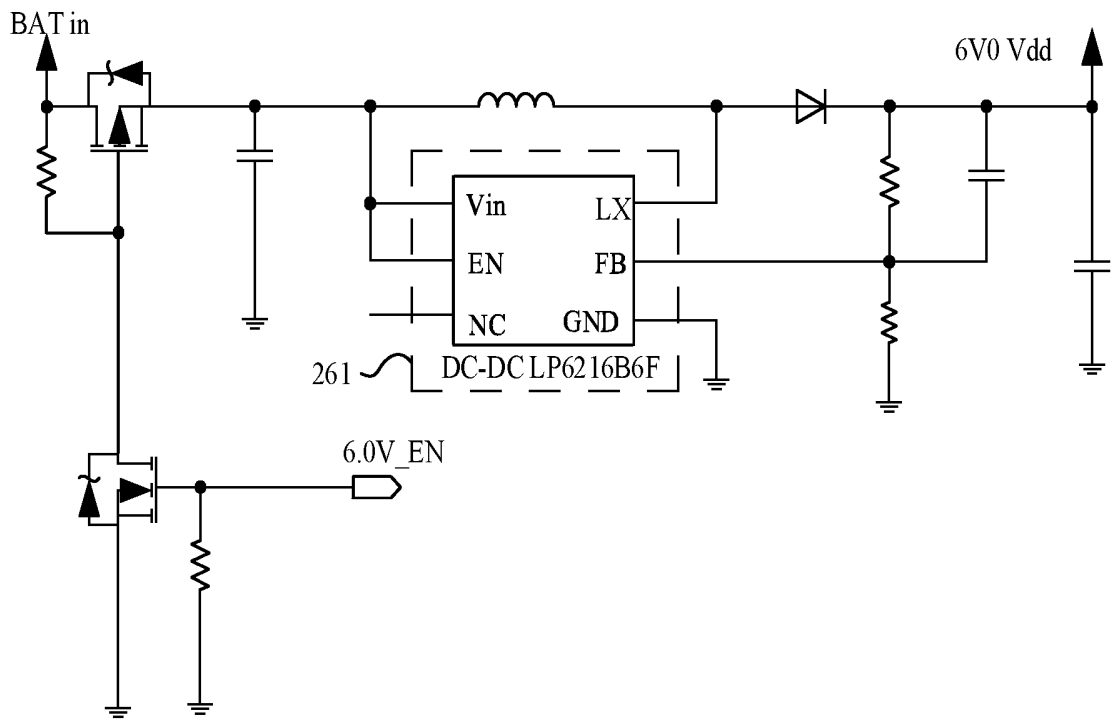 BAT in
6V0 Vdd
Vin
LX
EN
FB
NC
GND
261
DC-DC LP6216B6F
6.0V_EN